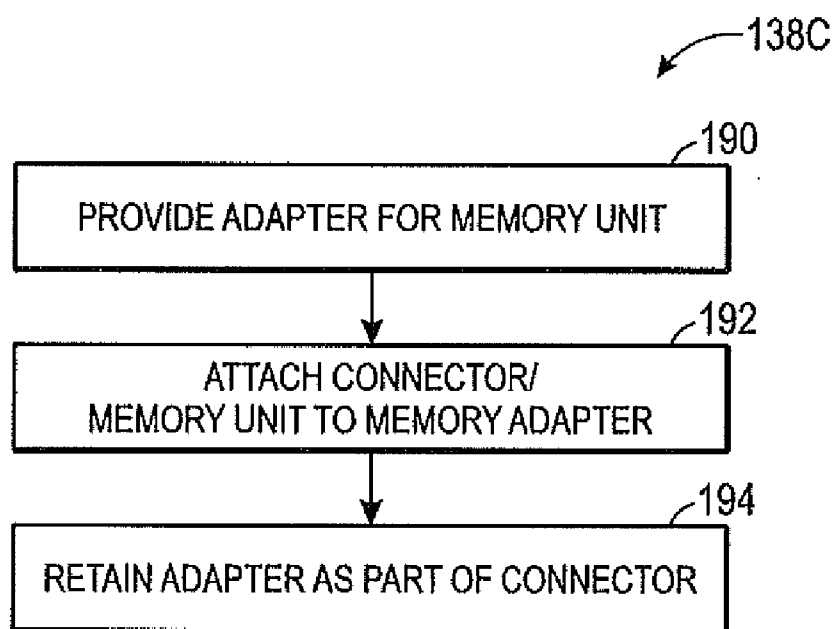 138C
190
PROVIDE ADAPTER FOR MEMORY UNIT
192
ATTACH CONNECTOR/
MEMORY UNIT TO MEMORY ADAPTER
194
RETAIN ADAPTER AS PART OF CONNECTOR